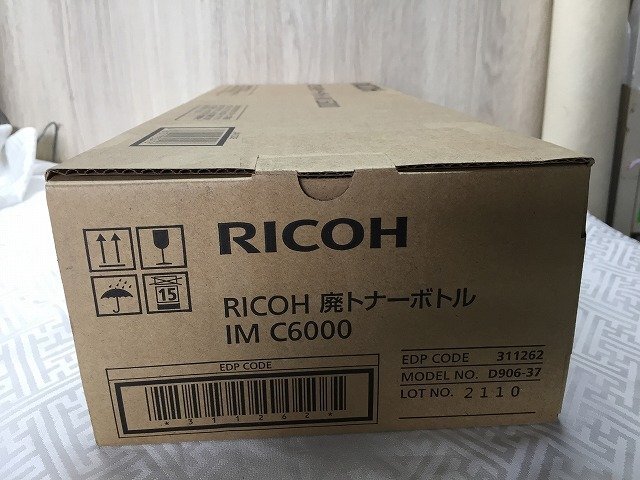 RICOH
15
RICOH 廃トナーボトル
IM C6000
EDP CODE
*311262*
EDP CODE 311262
MODEL NO. D906-37
LOT NO. 2110